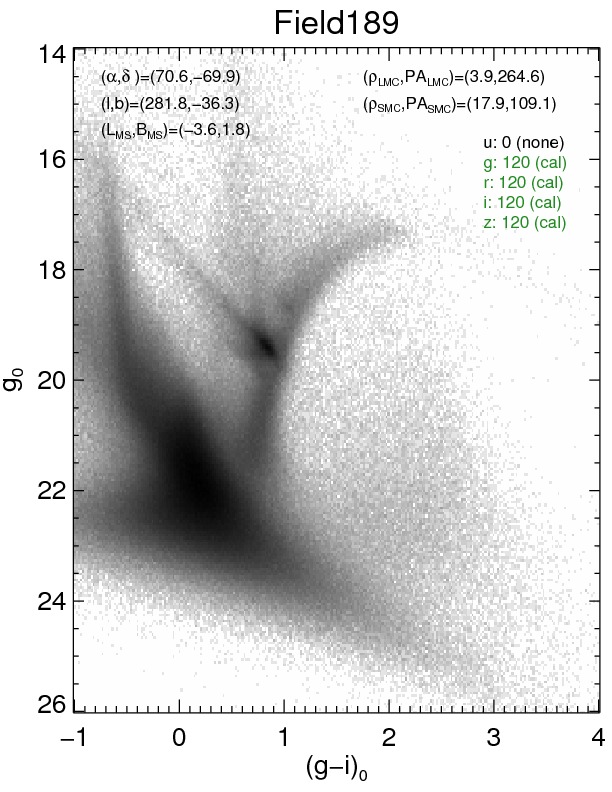 Field189
(α,δ )=(70.6,−69.9)
(ρLMC,PALMC)=(3.9,264.6)
(l,b)=(281.8,−36.3)
(ρSMC,PASMC)=(17.9,109.1)
(LMS,BMS)=(−3.6,1.8)
u: 0 (none)
g: 120 (cal)
r: 120 (cal)
i: 120 (cal)
z: 120 (cal)
14
16
18
20
22
24
26
g0
−1 0 1 2 3 4
(g−i)0